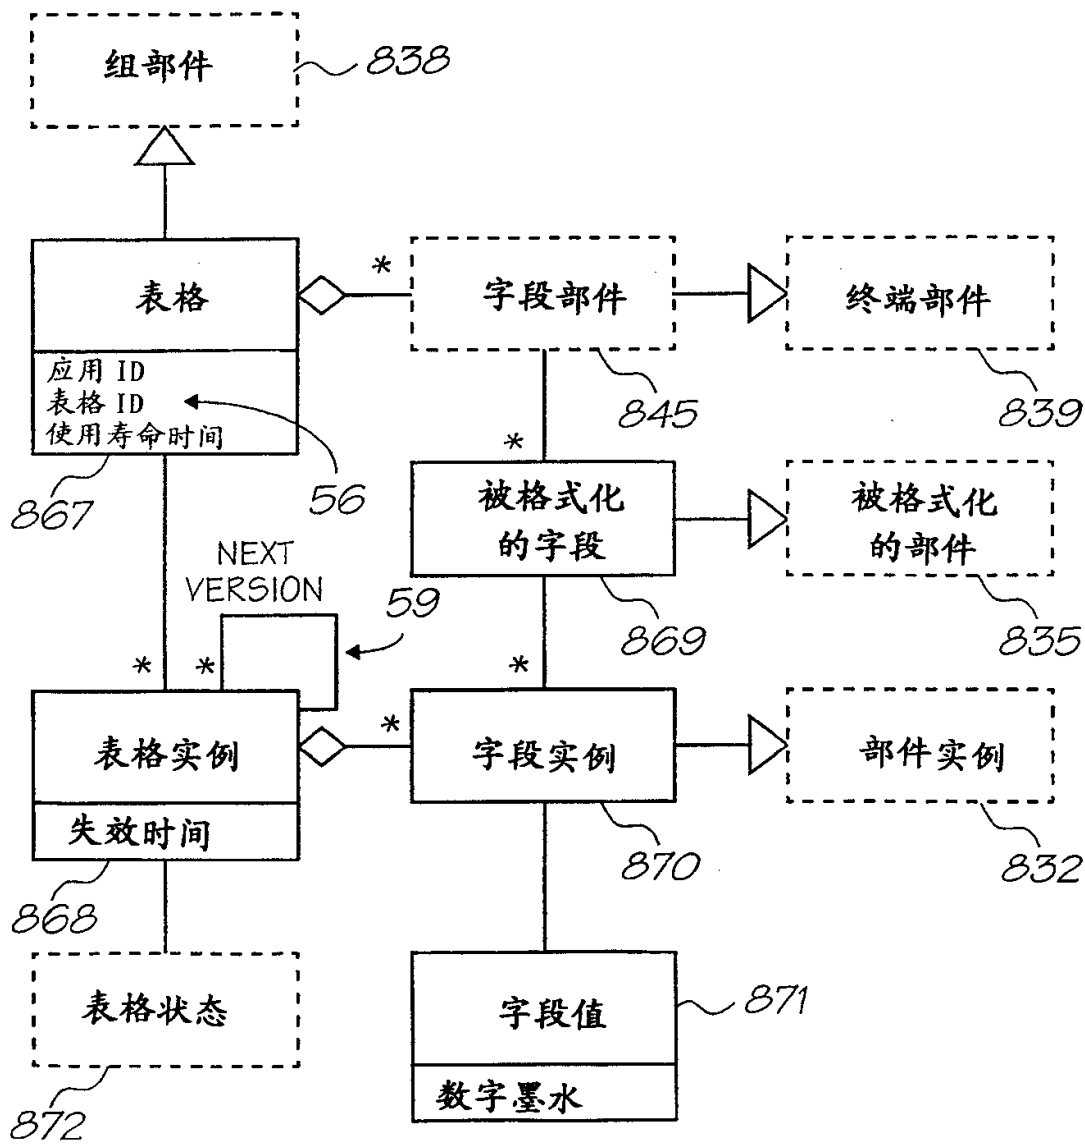 组部件
838
表格
*
字段部件
终端部件
应用ID
表格ID
使用寿命时间
867
56
845
839
*
被格式化
的字段
被格式化
的部件
869
835
NEXT
VERSION
59
*
*
*
表格实例
*
字段实例
部件实例
失效时间
868
870
832
表格状态
872
字段值
871
数字墨水